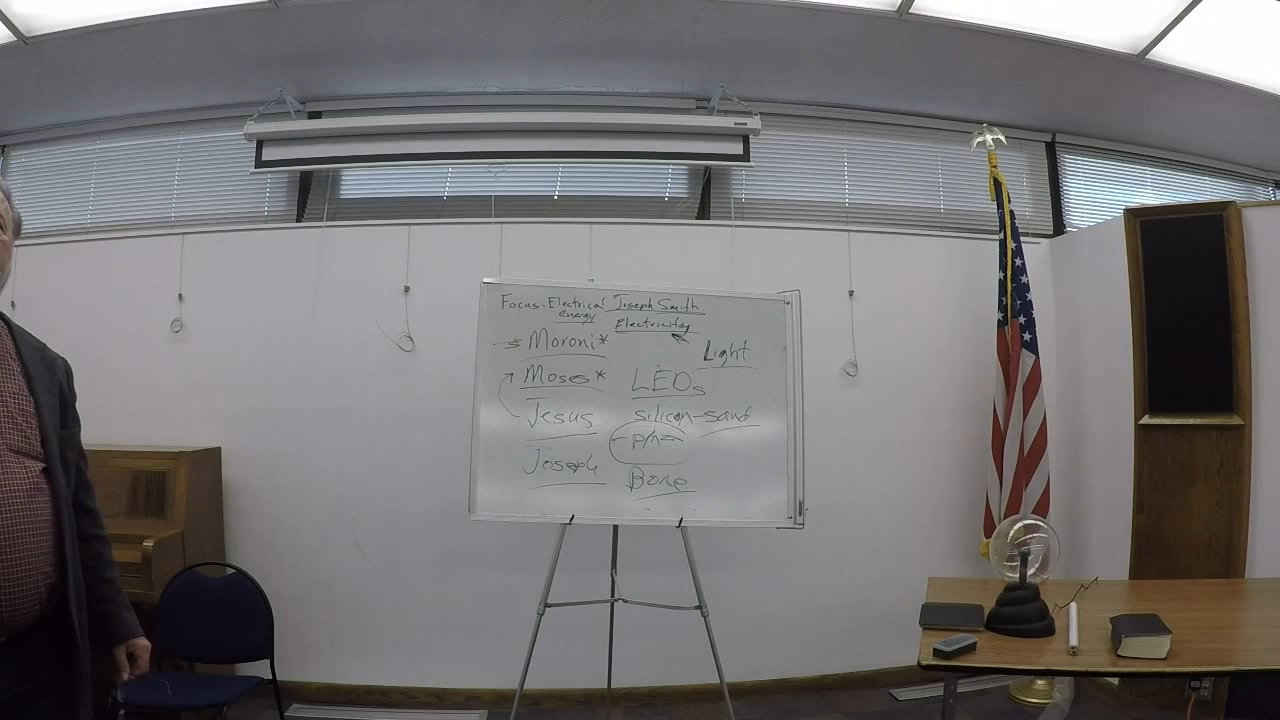 Focus-Electrical Joseph Smith
energy Electricity
Moroni*
Light
Moses* LEDs
Jesus silicon-sand
P/n
Joseph Bone